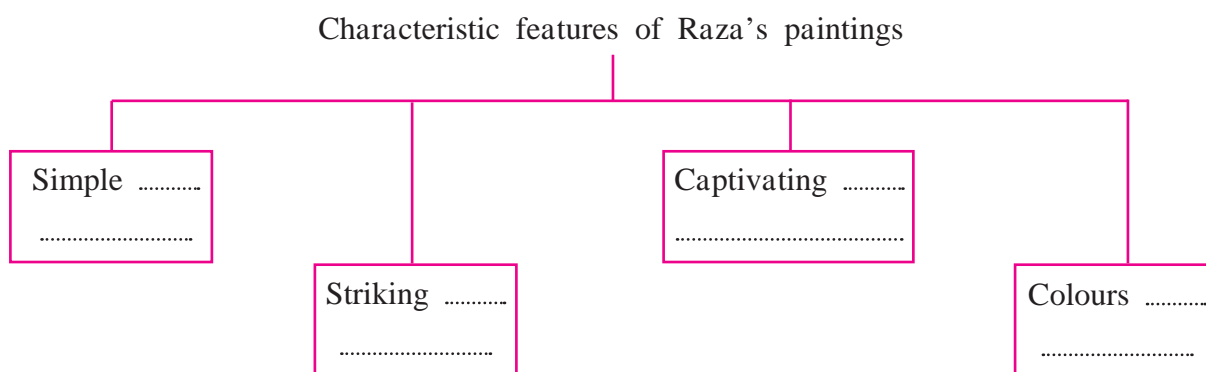 Characteristic features of Raza's paintings
Simple ............
.............................
Captivating ............
............................................
Striking ............
.............................
Colours ............
.............................